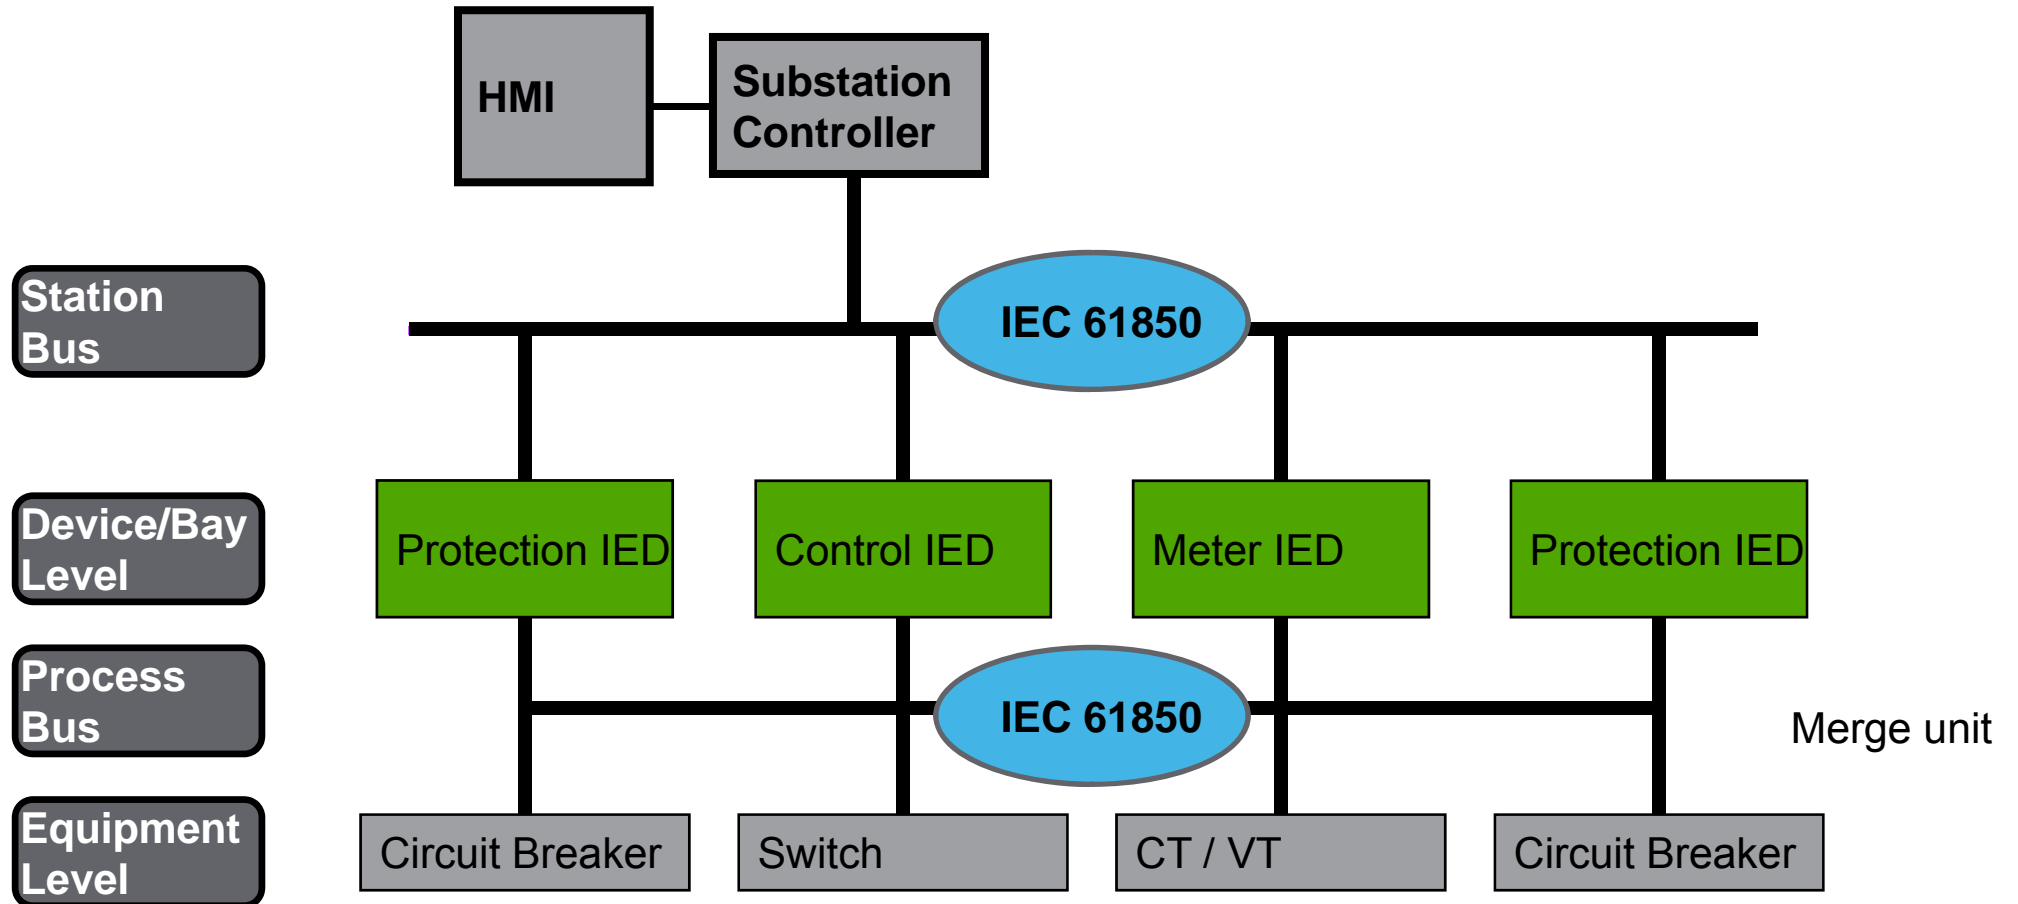 HMI
Substation
Controller
Station
Bus
IEC 61850
Device/Bay
Level
Protection IED
Control IED
Meter IED
Protection IED
Process
Bus
IEC 61850
Merge unit
Equipment
Level
Circuit Breaker
Switch
CT / VT
Circuit Breaker